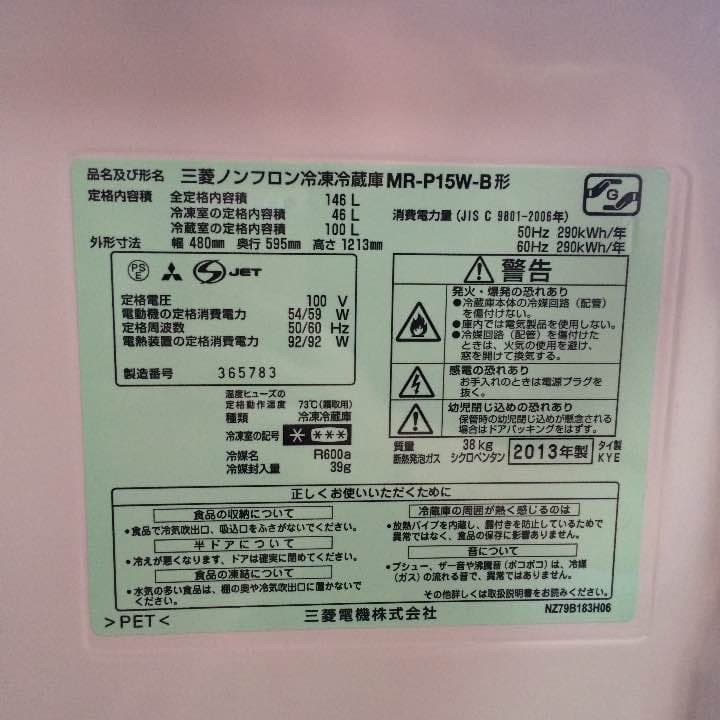 品名及び形名 三菱ノンフロン冷凍冷蔵庫 MR-P15W-B形
定格内容積 全定格内容積 146 L
冷凍室の定格内容積 46 L
冷蔵室の定格内容積 100 L
外形寸法 幅 480mm 奥行 595mm 高さ 1213mm
G
消費電力量 (JIS C 9801-2006年)
50Hz 290kWh/年
60Hz 290kWh/年
PS
E
JET
定格電圧 100 V
電動機の定格消費電力 54/59 W
定格周波数 50/60 Hz
電熱装置の定格消費電力 92/92 W
製造番号 365783
温度ヒューズの
定格動作温度 73℃(霜取用)
種類 冷凍冷蔵庫
冷凍室の記号 * ***
冷媒名 R600a
冷媒封入量 39g
警告
発火・爆発の恐れあり
●冷蔵庫本体の冷媒回路(配管)
を傷付けない。
●庫内では電気製品を使用しない。
●冷媒回路(配管)を傷付けた
ときは、火気の使用を避け、
窓を開けて換気する。
感電の恐れあり
お手入れのときは電源プラグを
抜く。
幼児閉じ込めの恐れあり
保管時の幼児閉じ込めが懸念される
場合はドアパッキングをはずす。
質量 38kg
断熱発泡ガス シクロペンタン
2013年製
タイ製
KYE
正しくお使いいただくために
食品の収納について
●食品で冷気吹出口、吸込口をふさがないでください。
半ドアについて
●冷えが悪くなります、ドアは確実に閉めてください。
食品の凍結について
●水気の多い食品は、棚の奥や冷気吹出口に置かないで
ください。
冷蔵庫の周囲が熱く感じるのは
●放熱パイプを内蔵し、露付きを防止しているためで
異常ではなく、食品の保存に影響ありません。
音について
●プシュー、ザー音や沸騰音(ポコポコ)は、冷媒
(ガス)の流れる音で、異常ではありません。
その他詳しくは取扱説明書をお読みください。
>PET<
三菱電機株式会社
NZ79B183H06